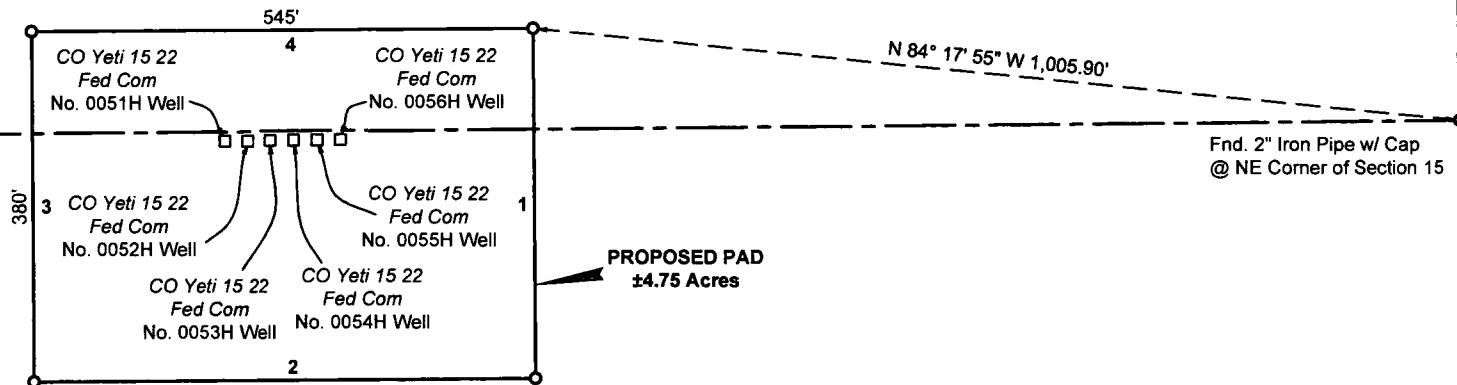 545'
4
N 84° 17' 55" W 1,005.90'
CO Yeti 15 22
Fed Com
No. 0051H Well
CO Yeti 15 22
Fed Com
No. 0056H Well
Fnd. 2" Iron Pipe w/ Cap
@ NE Corner of Section 15
380'
3
CO Yeti 15 22
Fed Com
No. 0052H Well
CO Yeti 15 22
Fed Com
No. 0055H Well
1
PROPOSED PAD
±4.75 Acres
CO Yeti 15 22
Fed Com
No. 0053H Well
CO Yeti 15 22
Fed Com
No. 0054H Well
2